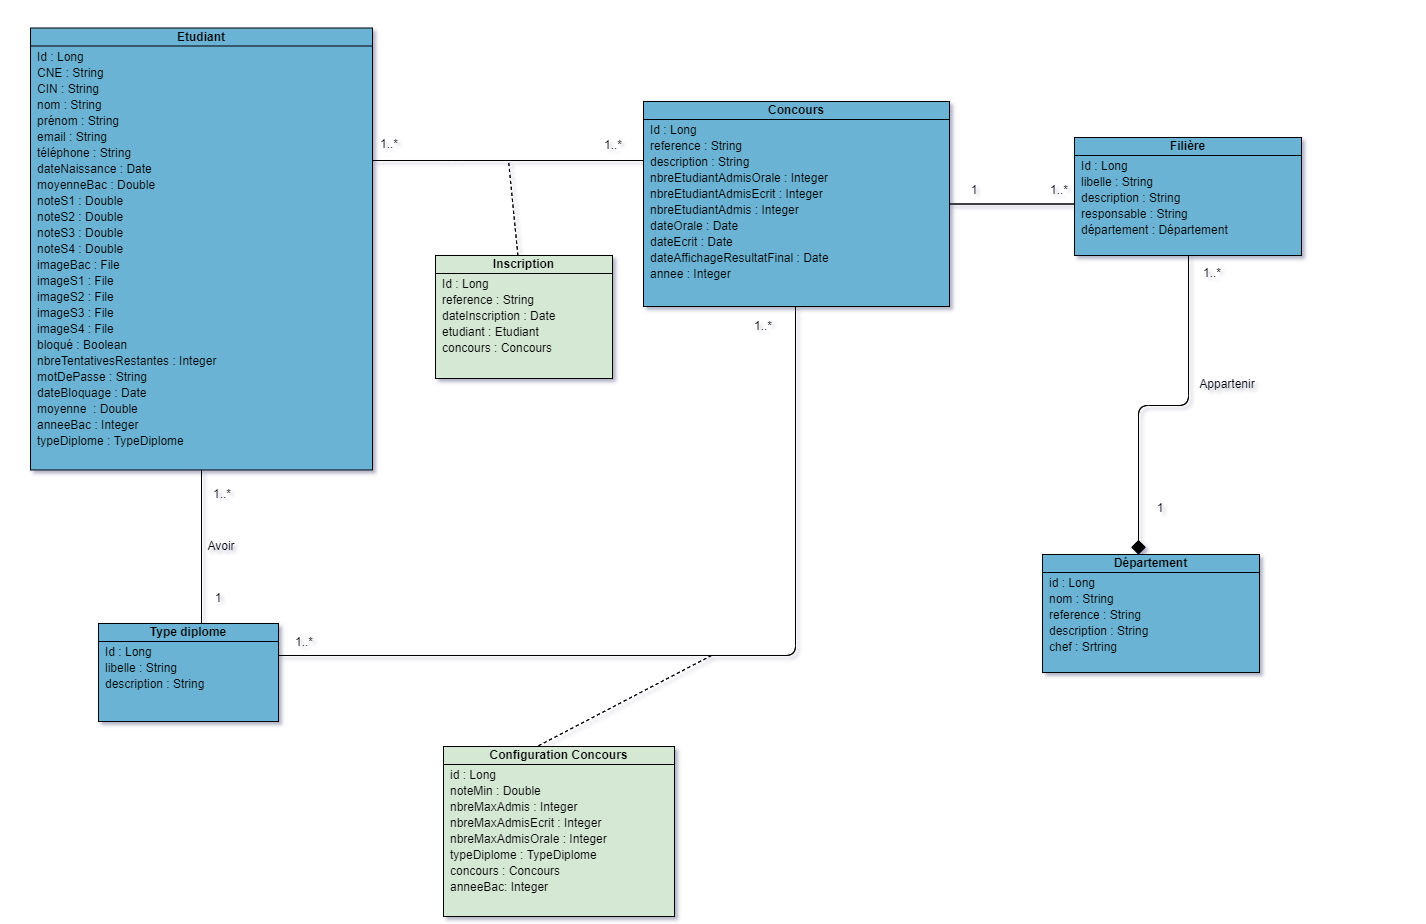 Etudiant
Id : Long
CNE : String
CIN : String
nom : String
prénom : String
email : String
téléphone : String
dateNaissance : Date
moyenneBac : Double
noteS1 : Double
noteS2 : Double
noteS3 : Double
noteS4 : Double
imageBac : File
imageS1 : File
imageS2 : File
imageS3 : File
imageS4 : File
bloqué : Boolean
nbreTentativesRestantes : Integer
motDePasse : String
dateBloquage : Date
moyenne : Double
anneeBac : Integer
typeDiplome : TypeDiplome
1..*
1..*
Concours
Id : Long
reference : String
description : String
nbreEtudiantAdmisOrale : Integer
nbreEtudiantAdmisEcrit : Integer
nbreEtudiantAdmis : Integer
dateOrale : Date
dateEcrit : Date
dateAffichageResultatFinal : Date
annee : Integer
1
1..*
Filière
Id : Long
libelle : String
description : String
responsable : String
département : Département
Inscription
Id : Long
reference : String
dateInscription : Date
etudiant : Etudiant
concours : Concours
1..*
1..*
Appartenir
1
1..*
Avoir
1
Département
id : Long
nom : String
reference : String
description : String
chef : Srtring
Type diplome
Id : Long
libelle : String
description : String
1..*
Configuration Concours
id : Long
noteMin : Double
nbreMaxAdmis : Integer
nbreMaxAdmisEcrit : Integer
nbreMaxAdmisOrale : Integer
typeDiplome : TypeDiplome
concours : Concours
anneeBac: Integer